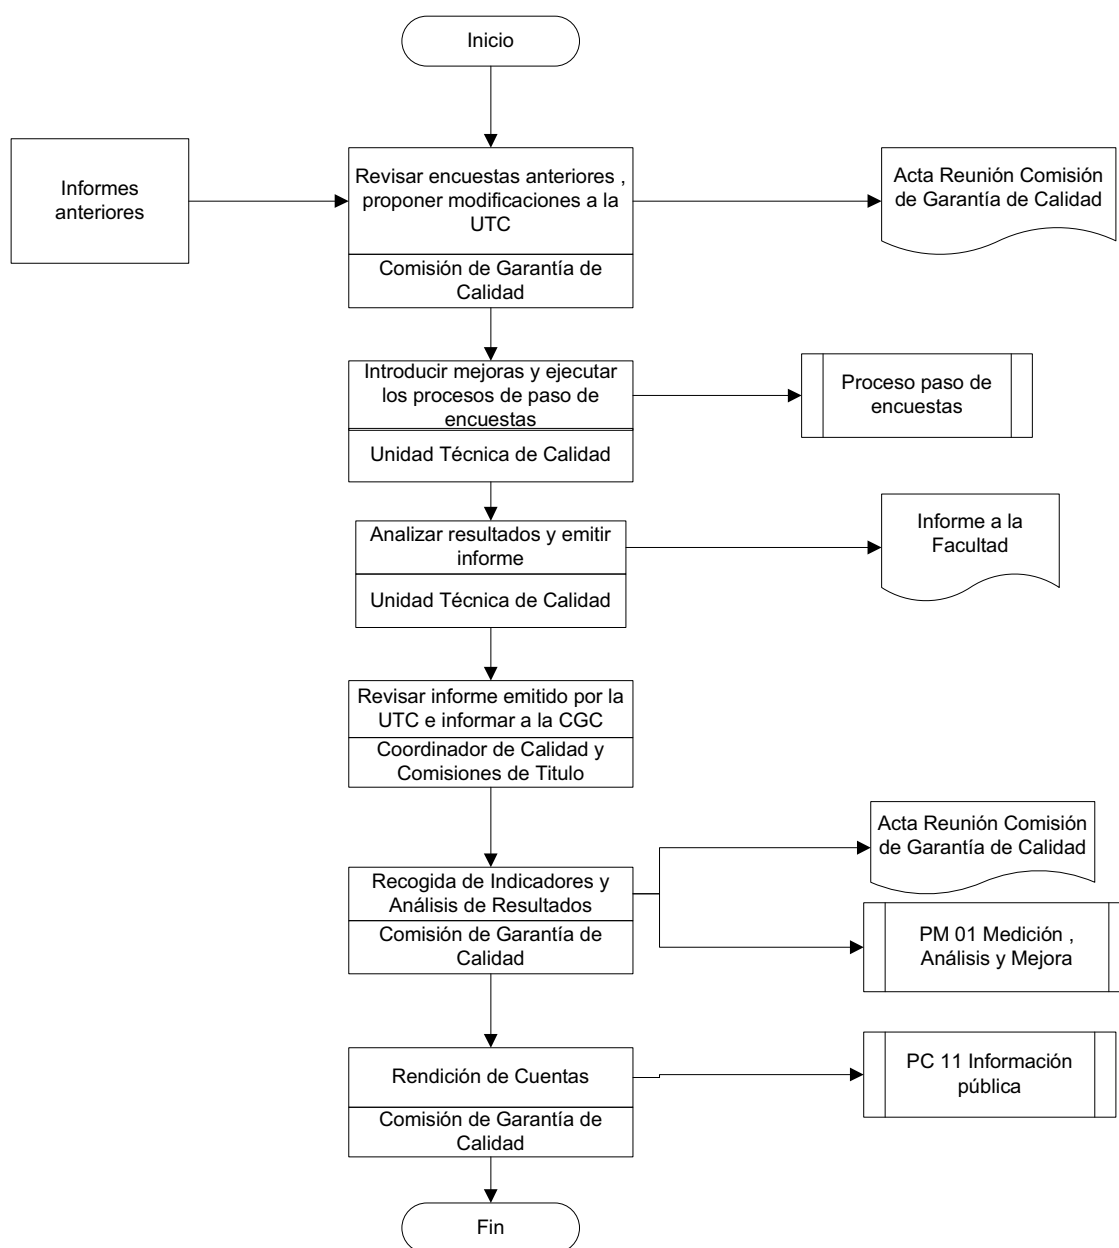 Inicio
Informes
anteriores
Revisar encuestas anteriores ,
proponer modificaciones a la
UTC
Comisión de Garantía de
Calidad
Acta Reunión Comisión
de Garantía de Calidad
Introducir mejoras y ejecutar
los procesos de paso de
encuestas
Unidad Técnica de Calidad
Proceso paso de
encuestas
Analizar resultados y emitir
informe
Unidad Técnica de Calidad
Informe a la
Facultad
Revisar informe emitido por la
UTC e informar a la CGC
Coordinador de Calidad y
Comisiones de Titulo
Recogida de Indicadores y
Análisis de Resultados
Comisión de Garantía de
Calidad
Acta Reunión Comisión
de Garantía de Calidad
PM 01 Medición ,
Análisis y Mejora
Rendición de Cuentas
Comisión de Garantía de
Calidad
PC 11 Información
pública
Fin